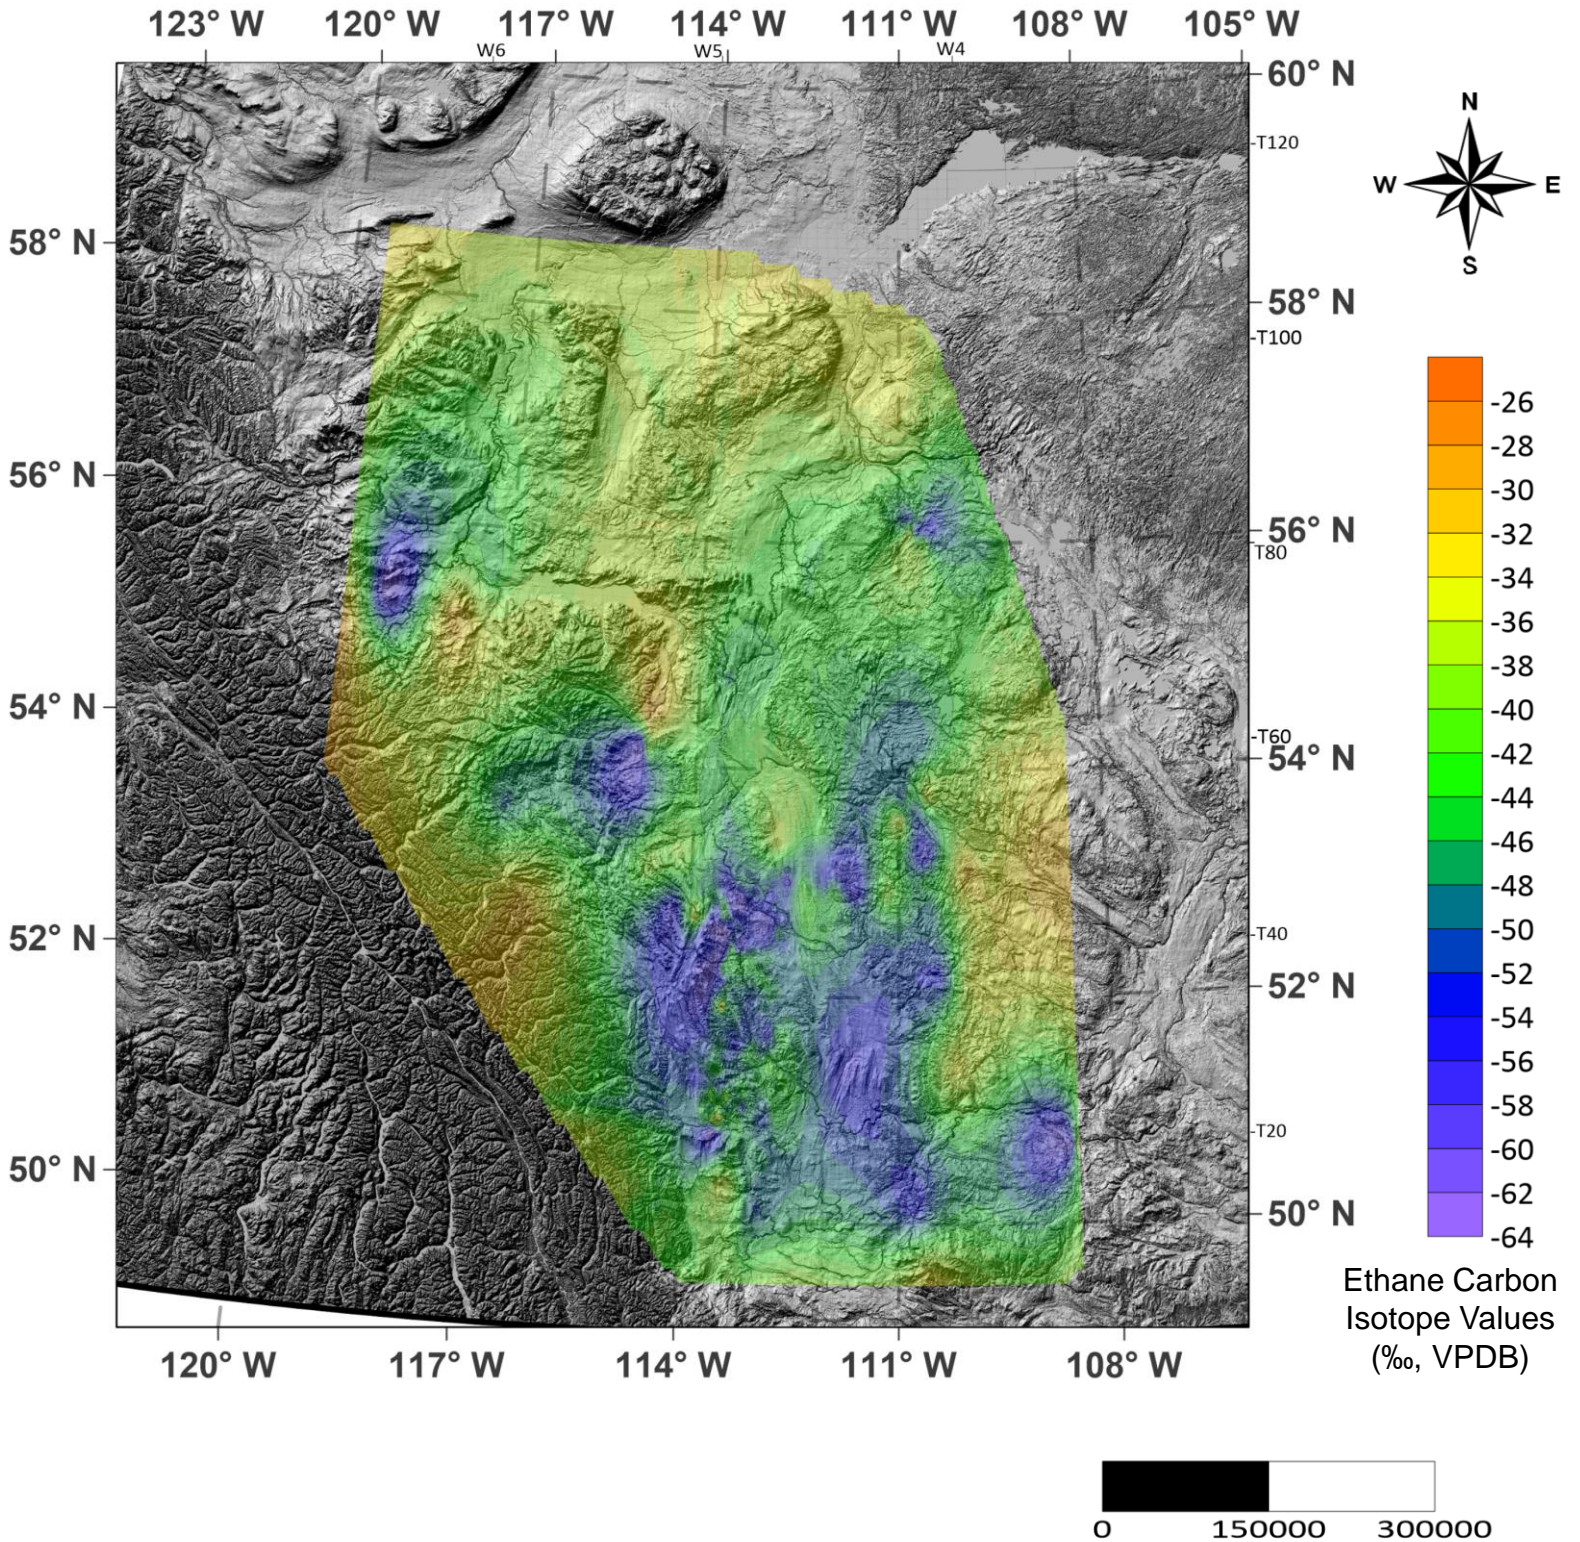 123° W 120° W 117° W 114° W 111° W 108° W 105° W
W6 W5 W4
60° N
N
-T120
W E
58° N
S
58° N
-T100
-26
-28
56° N
-30
56° N
-32
T80
-34
-36
-38
54° N
-40
-T60
54° N
-42
-44
-46
-48
52° N
-50
-T40
52° N
-52
-54
-56
-58
-T20
50° N
-60
-62
50° N
-64
Ethane Carbon
Isotope Values
(‰, VPDB)
120° W 117° W 114° W 111° W 108° W
0 150000 300000